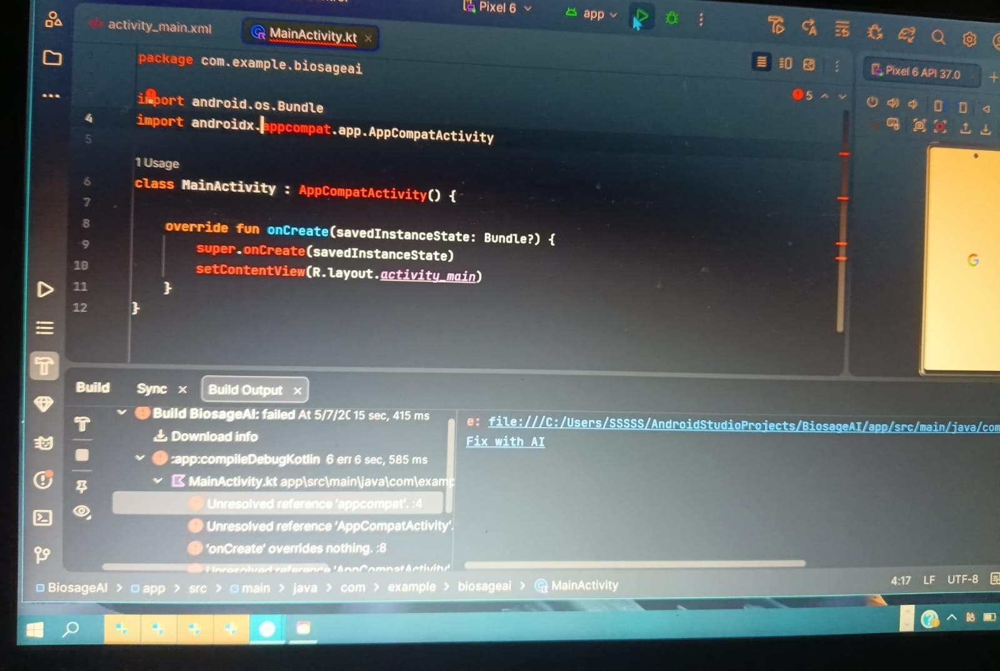 Pixel 6
app
activity_main.xml
MainActivity.kt
Pixel 6 API 37.0
package com.example.biosageai
import android.os.Bundle
5
4 import androidx.appcompat.app.AppCompatActivity
5
1 Usage
6 class MainActivity : AppCompatActivity() {
7
8 override fun onCreate(savedInstanceState: Bundle?) {
9 super.onCreate(savedInstanceState)
10 setContentView(R.layout.activity_main)
11 }
12 }
G
Build Sync Build Output
Build BiosageAI: failed At 5/7/20 15 sec, 415 ms
Download info
:app:compileDebugKotlin 6 err 6 sec, 585 ms
MainActivity.kt app\src\main\java\com\examp
Unresolved reference 'appcompat'. :4
Unresolved reference 'AppCompatActivity'.
'onCreate' overrides nothing. :8
Unresolved reference 'AppCompatActivity'
e: file:///C:/Users/SSSSS/AndroidStudioProjects/BiosageAI/app/src/main/java/com
Fix with AI
BiosageAI > app > src > main > java > com > example > biosageai > MainActivity
4:17 LF UTF-8